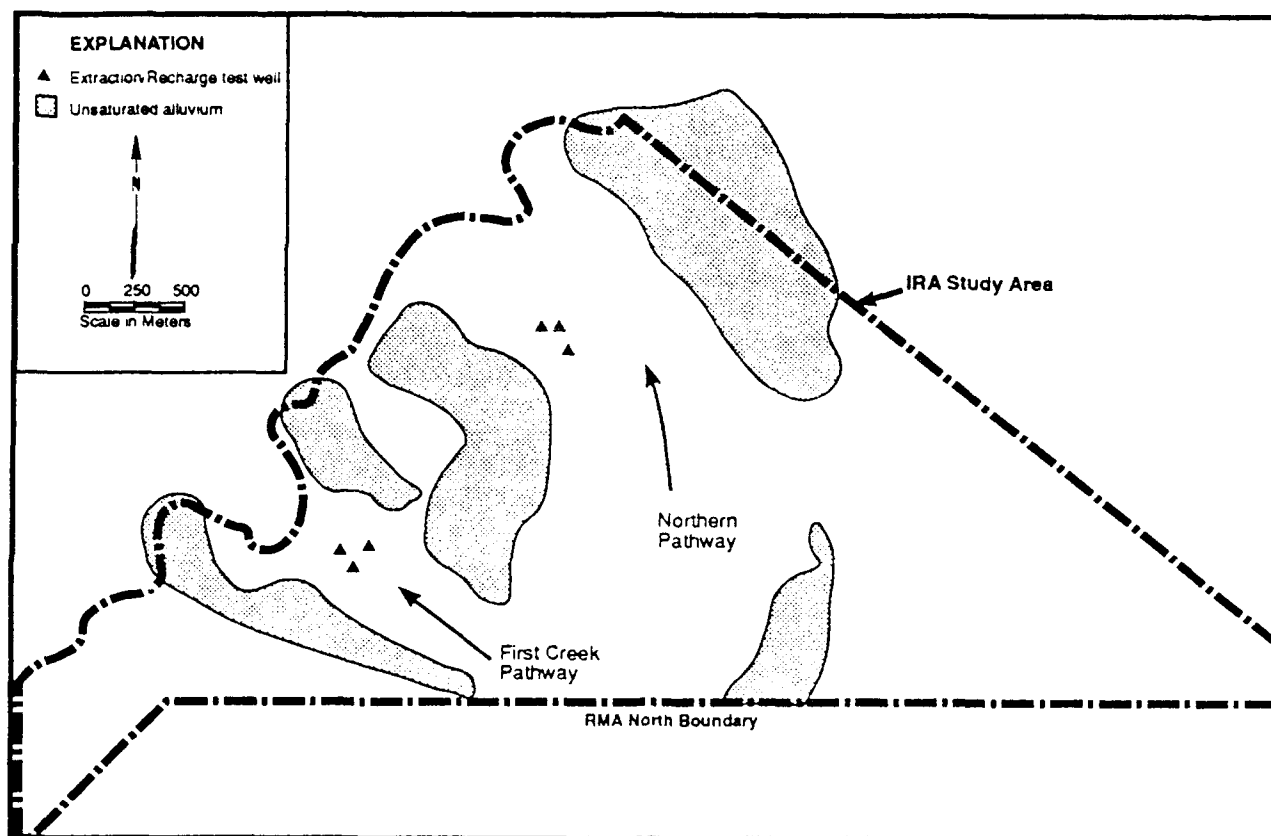 EXPLANATION
Extraction/Recharge test well
Unsaturated alluvium
N
0 250 500
Scale in Meters
IRA Study Area
Northern
Pathway
First Creek
Pathway
RMA North Boundary